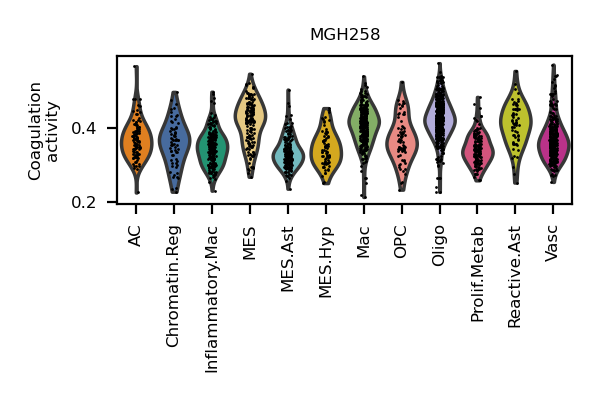 MGH258
Coagulation
activity
0.4
0.2
AC
Chromatin.Reg
Inflammatory.Mac
MES
MES.Ast
MES.Hyp
Mac
OPC
Oligo
Prolif.Metab
Reactive.Ast
Vasc